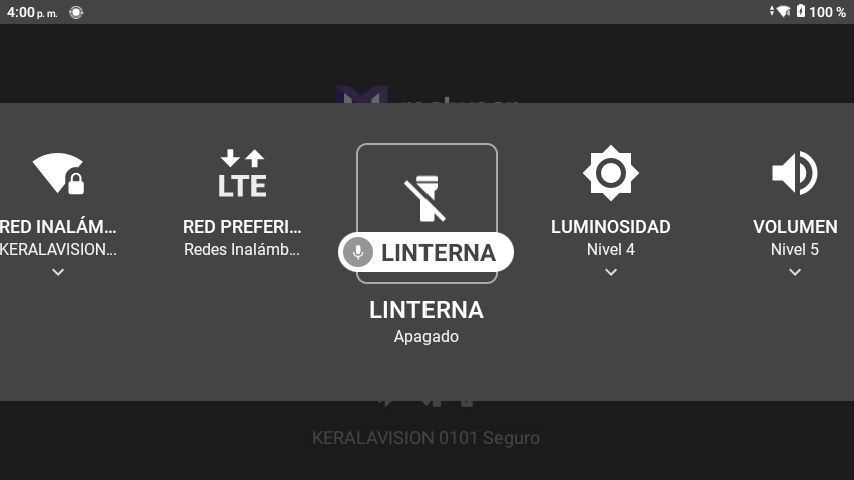 4:00 p. m.
100 %
RED INALÁM...
KERALAVISION...
RED PREFERI...
Redes Inalámb...
LTE
LINTERNA
LINTERNA
Apagado
LUMINOSIDAD
Nivel 4
VOLUMEN
Nivel 5
KERALAVISION 0101 Seguro